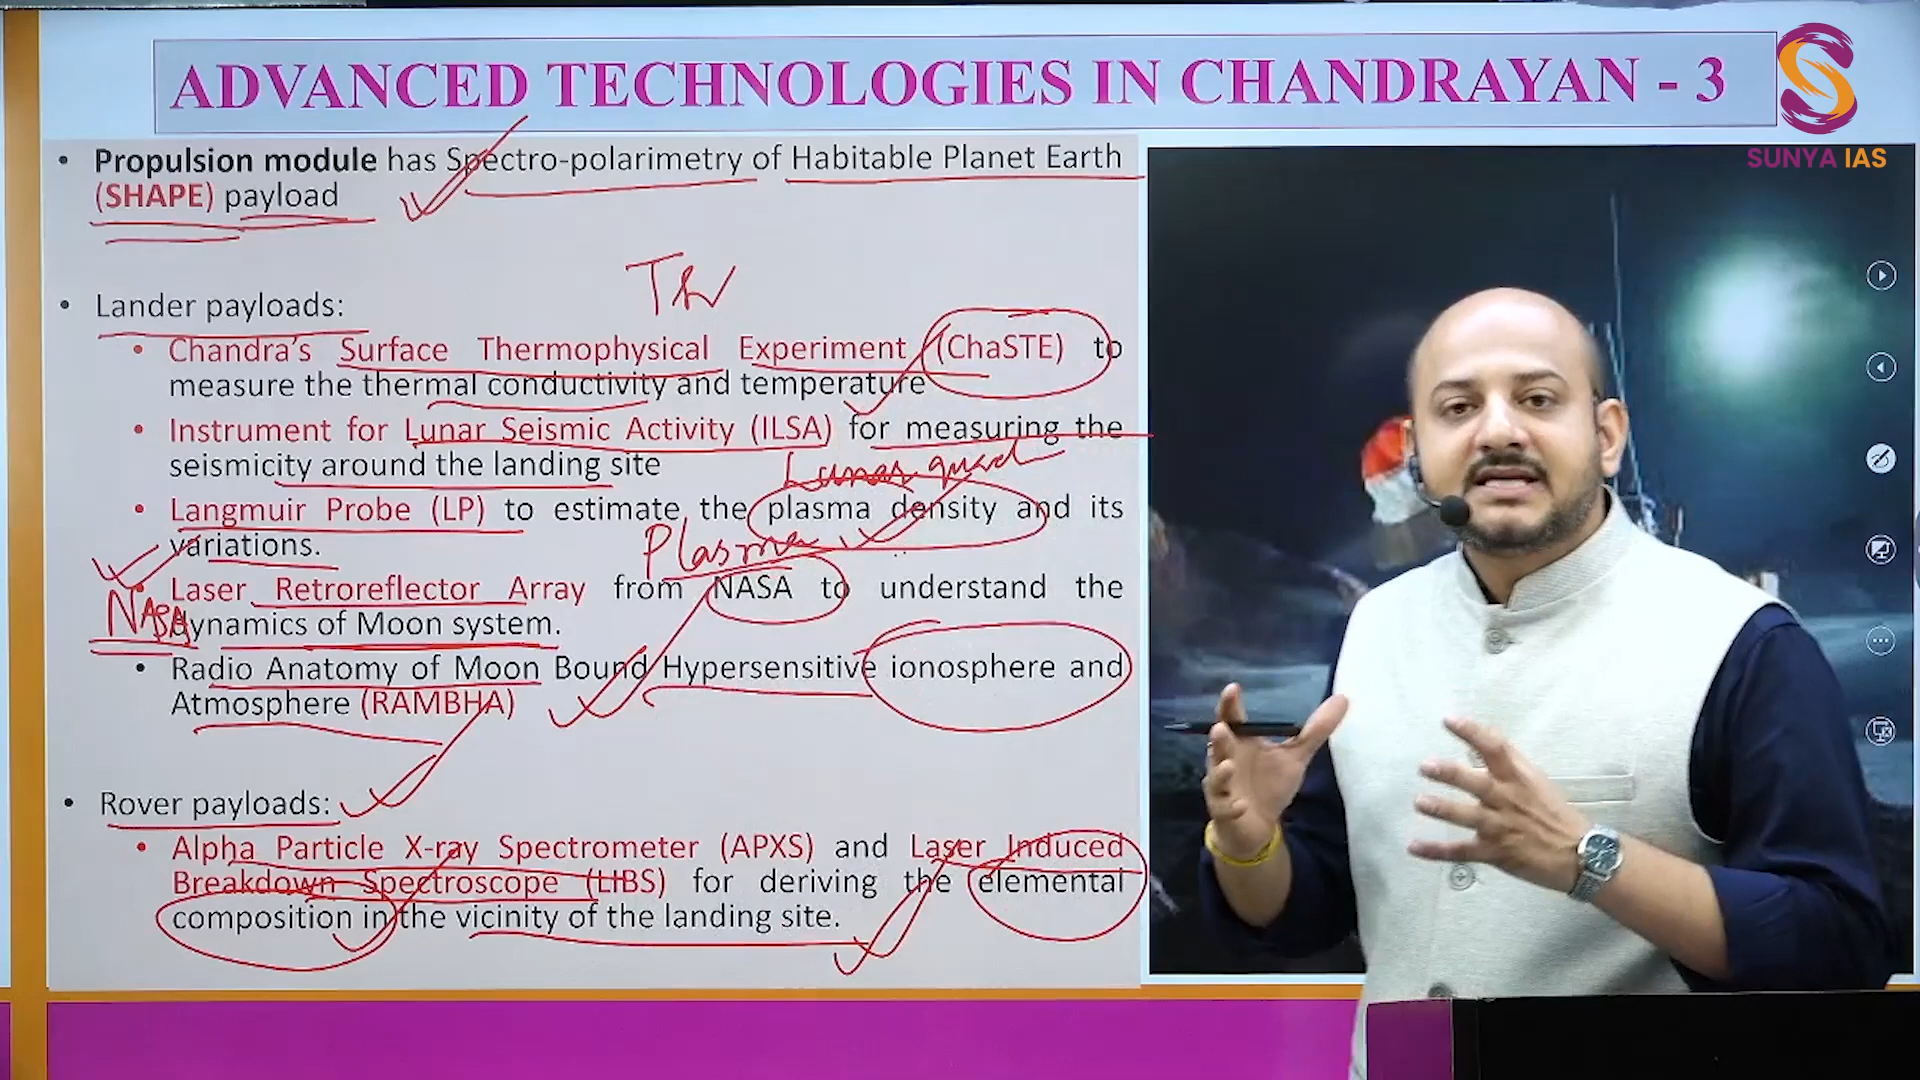 ADVANCED TECHNOLOGIES IN CHANDRAYAN - 3
SUNYA IAS
• Propulsion module has Spectro-polarimetry of Habitable Planet Earth
(SHAPE) payload
• Lander payloads:
• Chandra's Surface Thermophysical Experiment (ChaSTE) to
measure the thermal conductivity and temperature
• Instrument for Lunar Seismic Activity (ILSA) for measuring the
seismicity around the landing site
Lunar quad
• Langmuir Probe (LP) to estimate the plasma density and its
variations.
Plasma
• Laser Retroreflector Array from NASA to understand the
NASA
dynamics of Moon system.
• Radio Anatomy of Moon Bound Hypersensitive ionosphere and
Atmosphere (RAMBHA)
• Rover payloads:
• Alpha Particle X-ray Spectrometer (APXS) and Laser Induced
Breakdown Spectroscope (LIBS) for deriving the elemental
composition in the vicinity of the landing site.